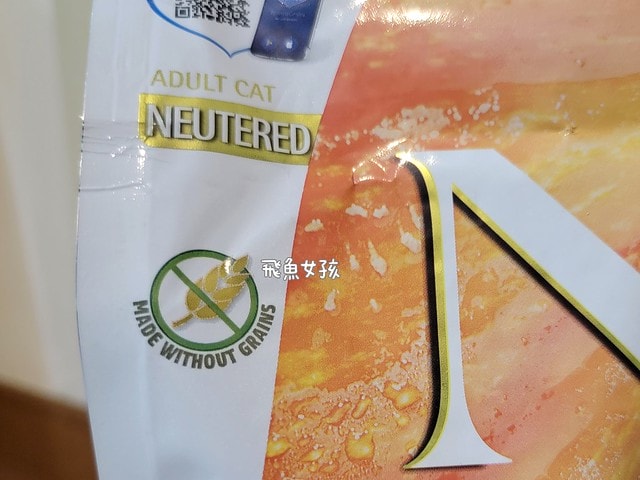 ADULT CAT
NEUTERED
飛魚女孩
MADE WITHOUT GRAINS
N